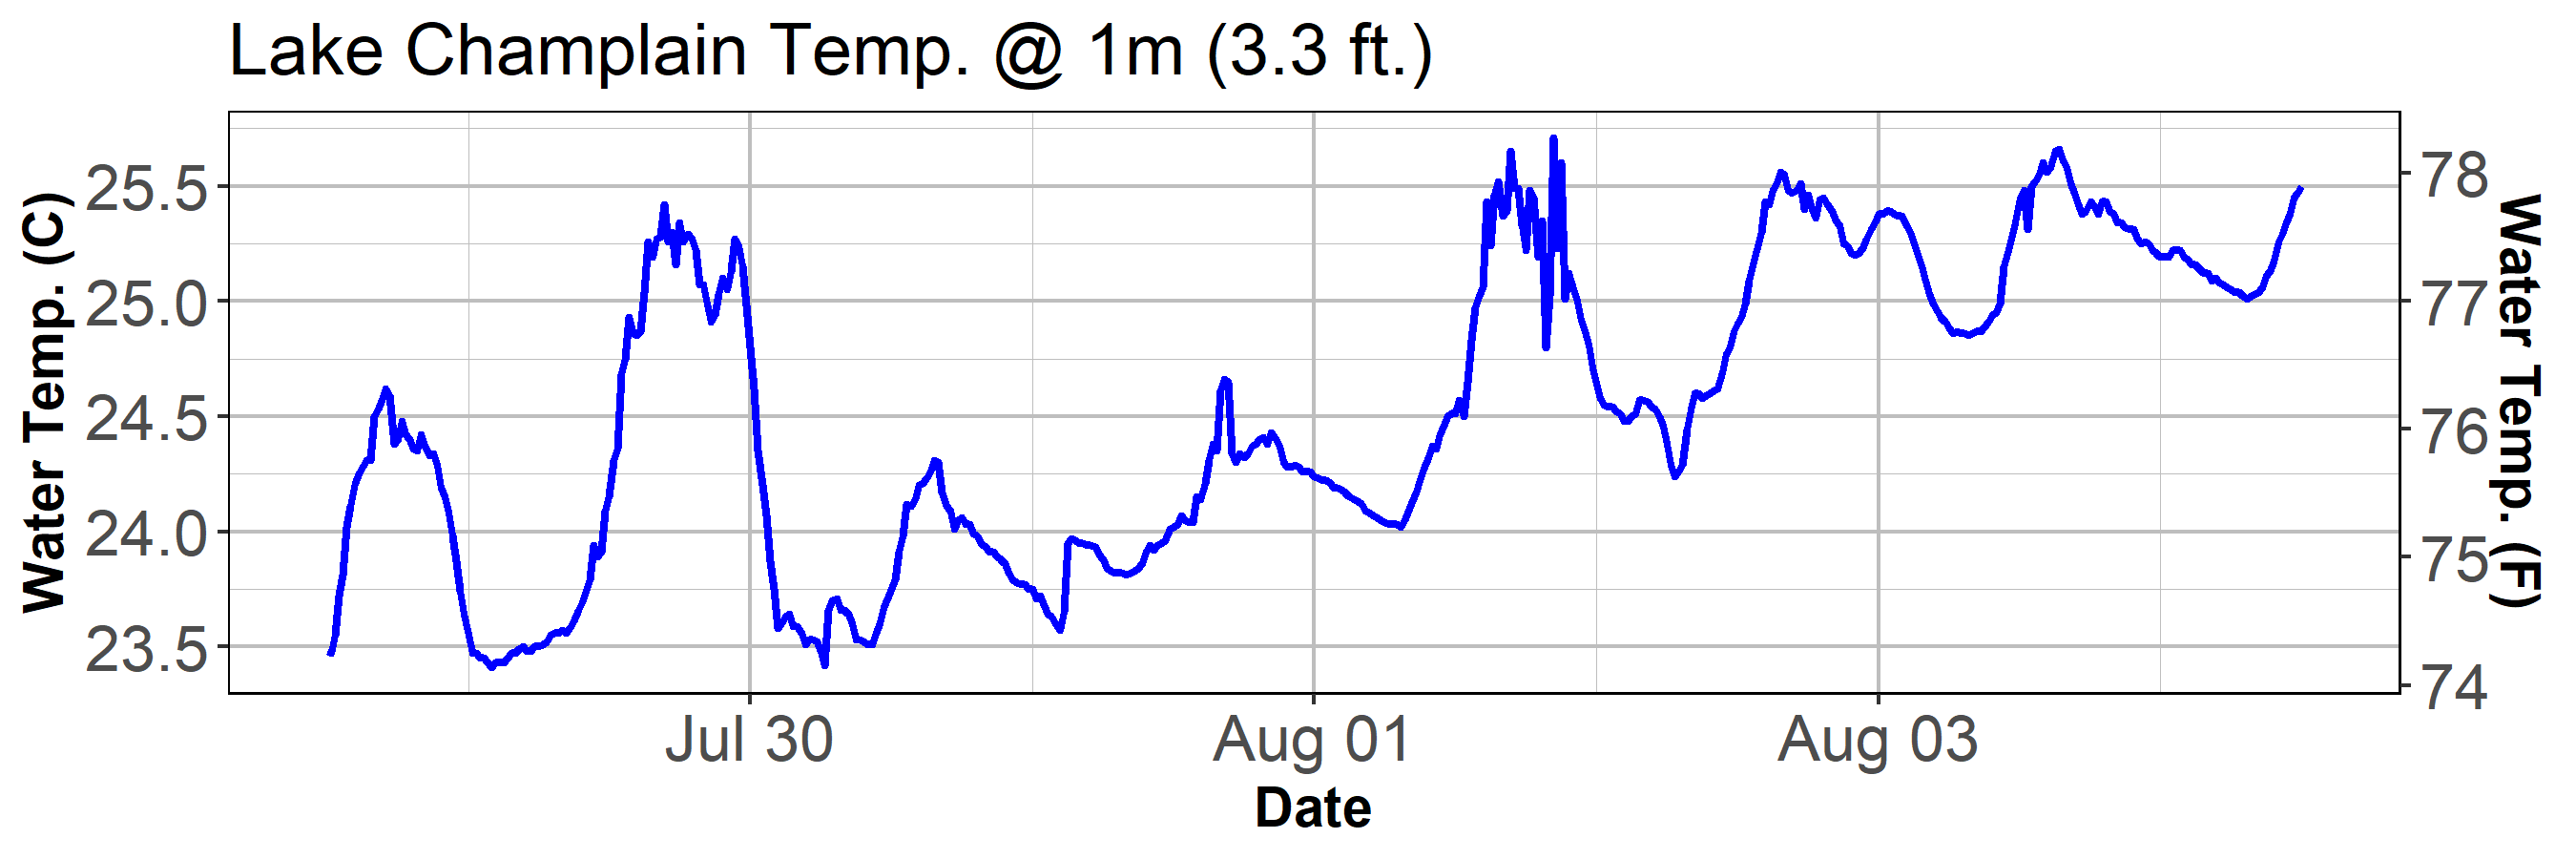 Lake Champlain Temp. @ 1m (3.3 ft.)
Water Temp. (C)
25.5
25.0
24.5
24.0
23.5
78
77
76
75
74
Water Temp. (F)
Jul 30
Aug 01
Aug 03
Date